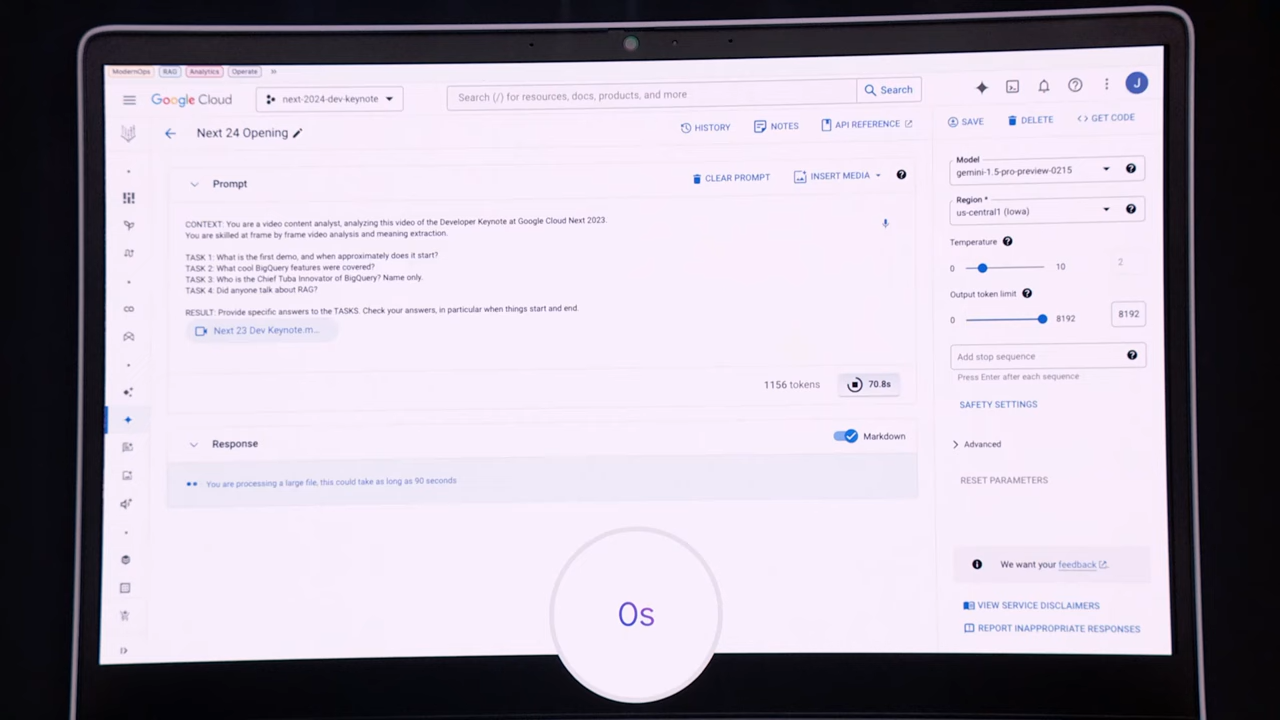 ModernOps RAG Analytics Operate »
Google Cloud
next-2024-dev-keynote
Search (/) for resources, docs, products, and more
Search
J
Next 24 Opening
HISTORY
NOTES
API REFERENCE
SAVE
DELETE
<> GET CODE
Prompt
CLEAR PROMPT
INSERT MEDIA
CONTEXT: You are a video content analyst, analyzing this video of the Developer Keynote at Google Cloud Next 2023.
You are skilled at frame by frame video analysis and meaning extraction.
TASK 1: What is the first demo, and when approximately does it start?
TASK 2: What cool BigQuery features were covered?
TASK 3: Who is the Chief Tuba Innovator of BigQuery? Name only.
TASK 4: Did anyone talk about RAG?
RESULT: Provide specific answers to the TASKS. Check your answers, in particular when things start and end.
Next 23 Dev Keynote.m...
1156 tokens
70.8s
Response
Markdown
You are processing a large file, this could take as long as 90 seconds
0s
Model
gemini-1.5-pro-preview-0215
Region *
us-central1 (Iowa)
Temperature
0
10
2
Output token limit
0
8192
8192
Add stop sequence
Press Enter after each sequence
SAFETY SETTINGS
Advanced
RESET PARAMETERS
We want your feedback
VIEW SERVICE DISCLAIMERS
REPORT INAPPROPRIATE RESPONSES